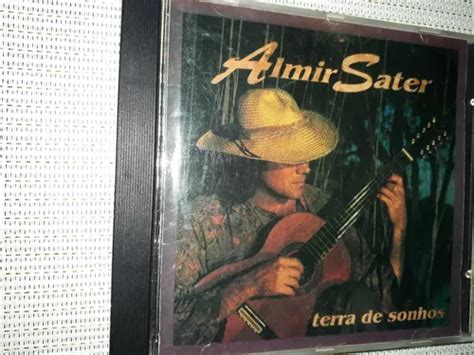 Almir Sater
terra de sonhos